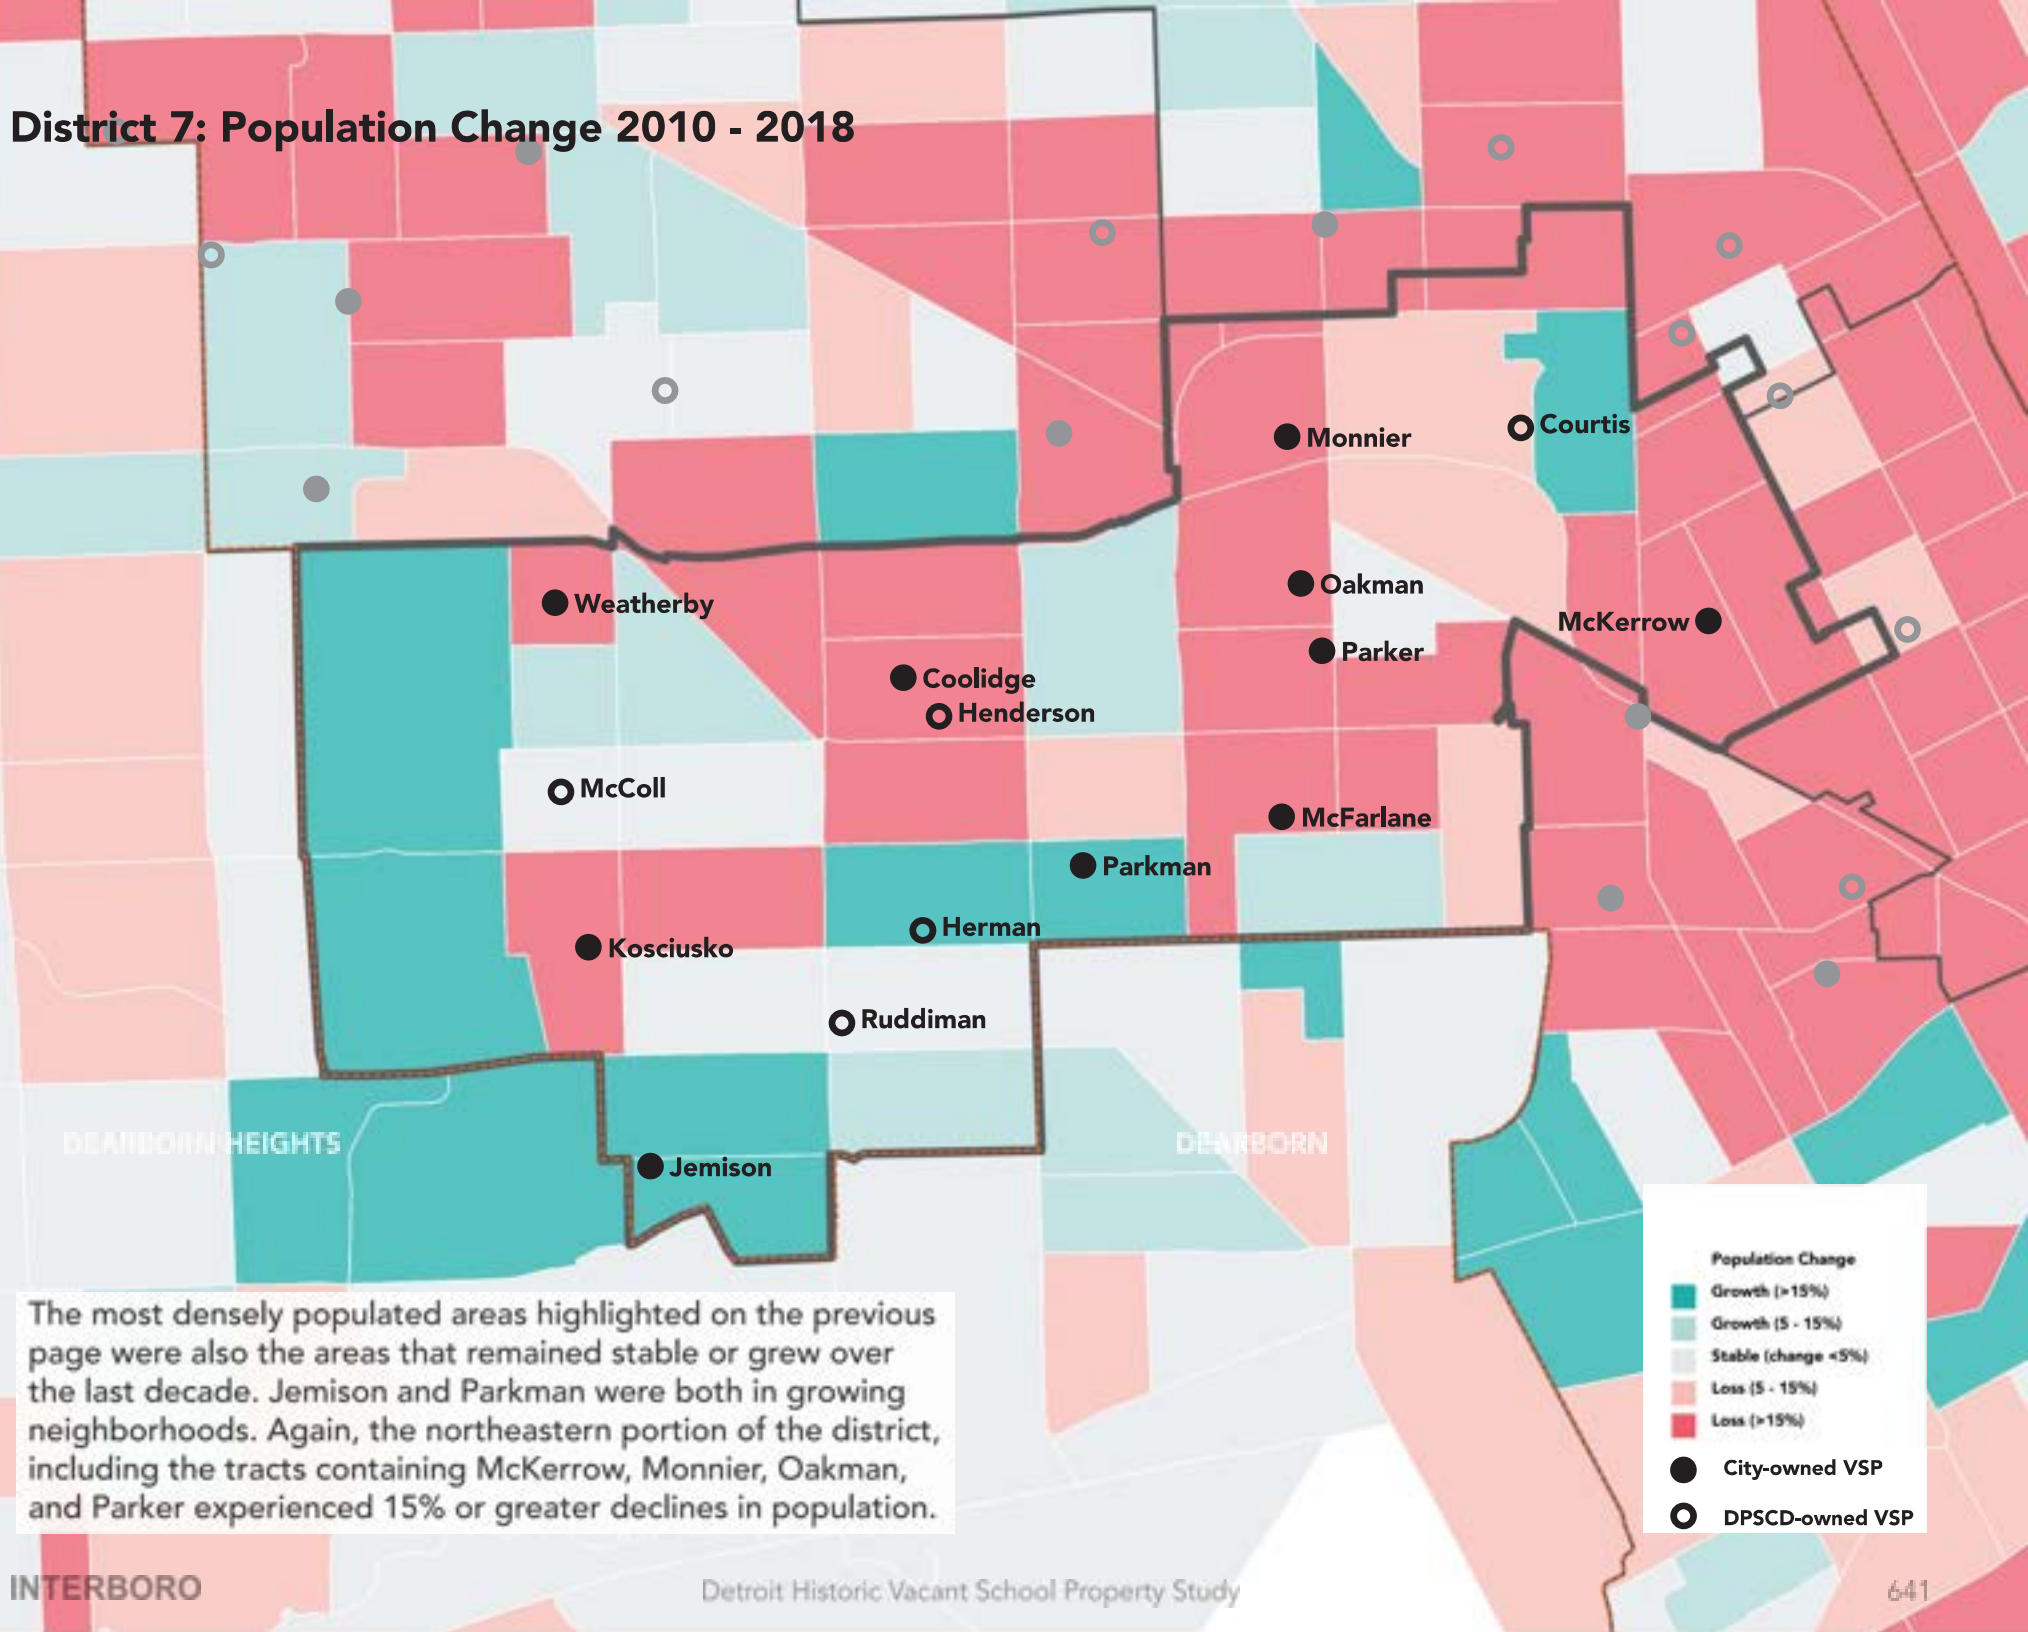 District 7: Population Change 2010 - 2018
Monnier
Courtis
Oakman
Weatherby
McKerrow
Parker
Coolidge
Henderson
McColl
McFarlane
Parkman
Herman
Kosciusko
Ruddiman
DEARBORN HEIGHTS
DEARBORN
Jemison
Population Change
Growth (>15%)
Growth (5 - 15%)
Stable (change <5%)
Loss (5 - 15%)
Loss (>15%)
City-owned VSP
DPSCD-owned VSP
The most densely populated areas highlighted on the previous
page were also the areas that remained stable or grew over
the last decade. Jemison and Parkman were both in growing
neighborhoods. Again, the northeastern portion of the district,
including the tracts containing McKerrow, Monnier, Oakman,
and Parker experienced 15% or greater declines in population.
INTERBORO
Detroit Historic Vacant School Property Study
641